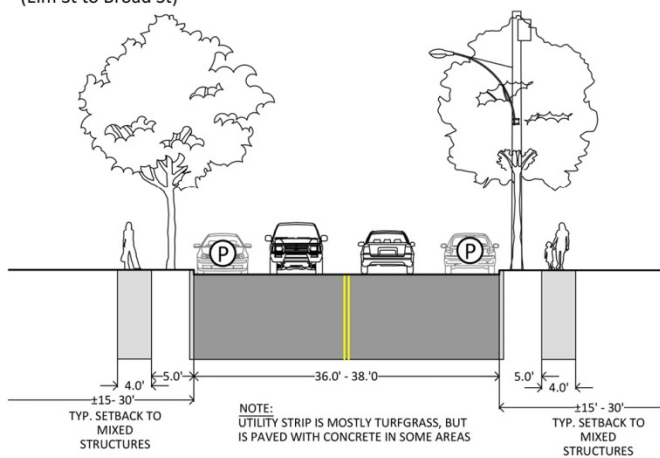 (Elm St to Broad St)
P
P
5.0'
36.0' - 38.'0
5.0'
4.0'
4.0'
±15- 30'
±15' - 30'
TYP. SETBACK TO
MIXED
STRUCTURES
NOTE:
UTILITY STRIP IS MOSTLY TURFGRASS, BUT
IS PAVED WITH CONCRETE IN SOME AREAS
TYP. SETBACK TO
MIXED
STRUCTURES